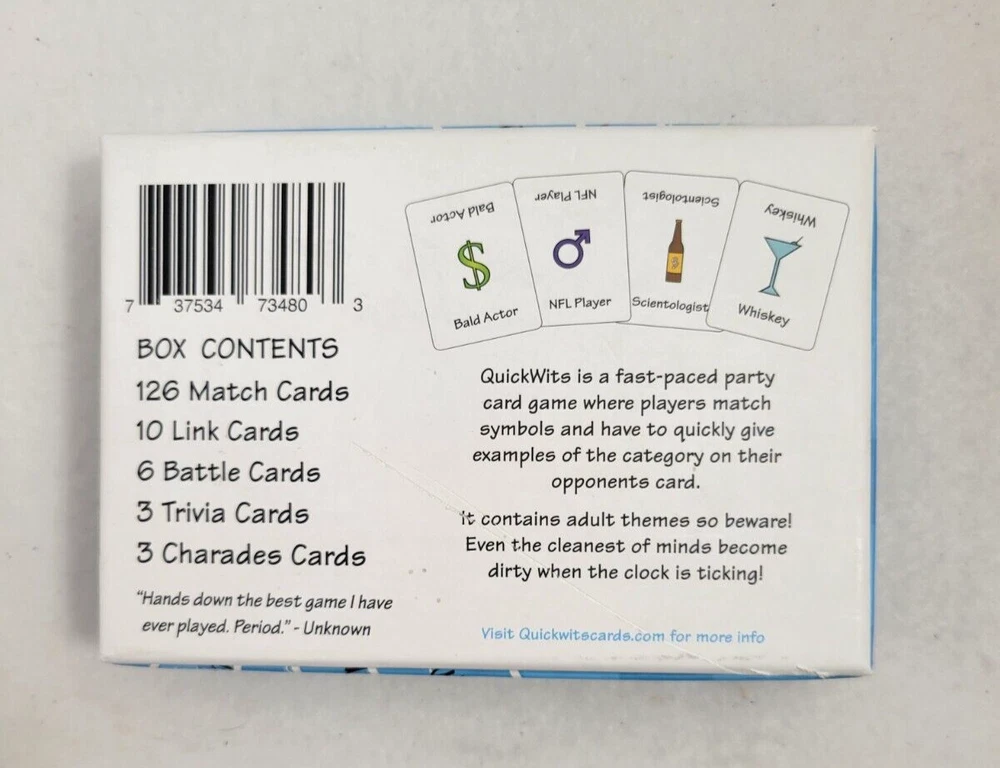 7 37534 73480 3
BOX CONTENTS
126 Match Cards
10 Link Cards
6 Battle Cards
3 Trivia Cards
3 Charades Cards
"Hands down the best game I have
ever played. Period." - Unknown
Bald Actor
Bald Actor
NFL Player
NFL Player
Scientologist
Scientologist
Whiskey
Whiskey
QuickWits is a fast-paced party
card game where players match
symbols and have to quickly give
examples of the category on their
opponents card.
It contains adult themes so beware!
Even the cleanest of minds become
dirty when the clock is ticking!
Visit Quickwitscards.com for more info